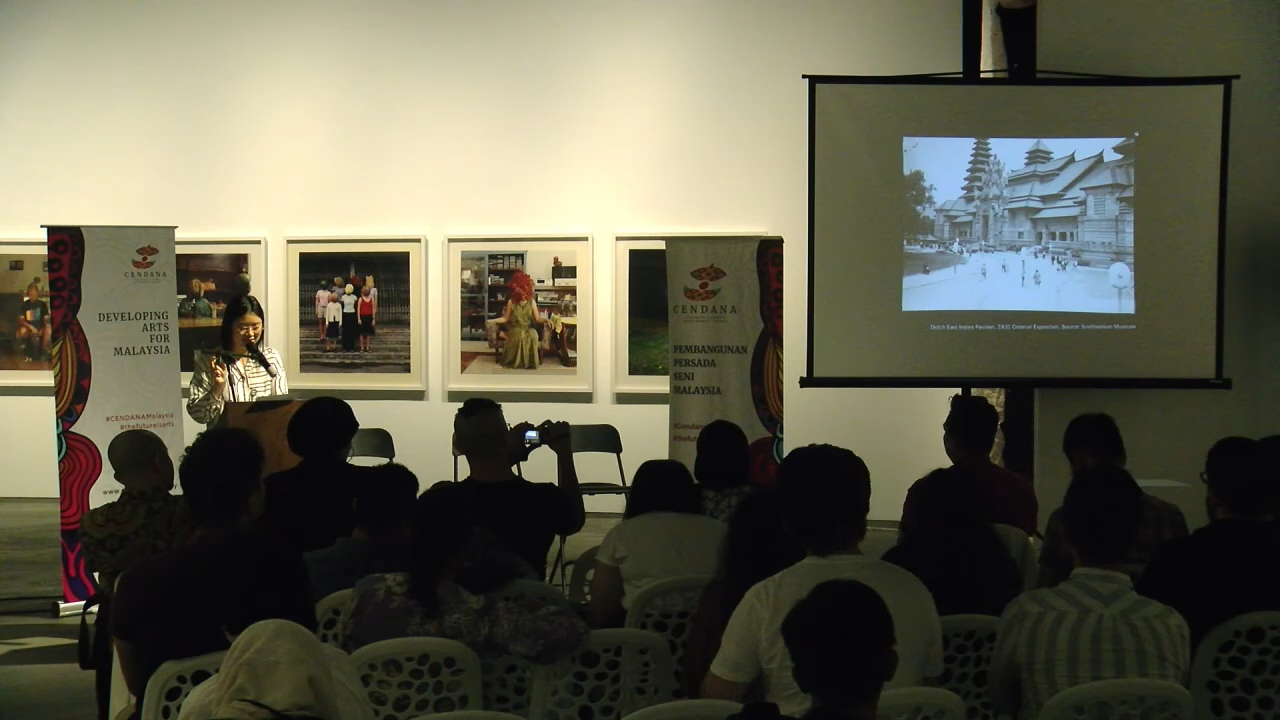 CENDANA
DEVELOPING
ARTS
FOR
MALAYSIA
#CENDANAMalaysia
#thefutureisarts
www.
CENDANA
PEMBANGUNAN
PERSADA
SENI
MALAYSIA
Dutch East Indies Pavilion, 1931 Colonial Exposition, Source: Smithsonian Museum